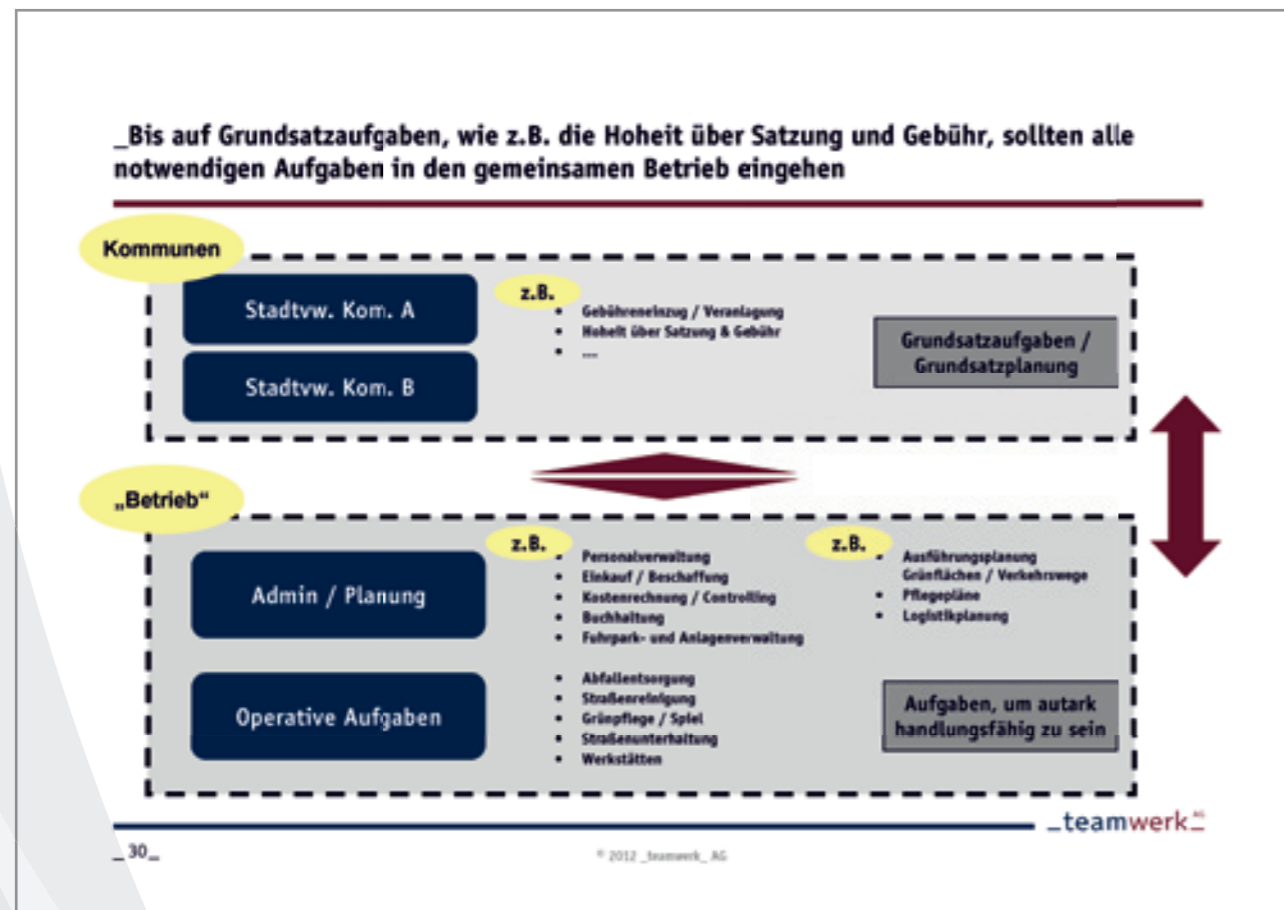 _Bis auf Grundsatzaufgaben, wie z.B. die Hoheit über Satzung und Gebühr, sollten alle
notwendigen Aufgaben in den gemeinsamen Betrieb eingehen
Kommunen
Stadtvw. Kom. A
Stadtvw. Kom. B
z.B.
• Gebühreneinzug / Veranlagung
• Hoheit über Satzung & Gebühr
• ...
Grundsatzaufgaben /
Grundsatzplanung
„Betrieb“
Admin / Planung
z.B.
• Personalverwaltung
• Einkauf / Beschaffung
• Kostenrechnung / Controlling
• Buchhaltung
• Fuhrpark- und Anlagenverwaltung
z.B.
• Ausführungsplanung
Grünflächen / Verkehrswege
• Pflegepläne
• Logistikplanung
Operative Aufgaben
• Abfallentsorgung
• Straßenreinigung
• Grünpflege / Spiel
• Straßenunterhaltung
• Werkstätten
Aufgaben, um autark
handlungsfähig zu sein
_teamwerk_ AG
_ 30_
© 2012 _teamwerk_ AG